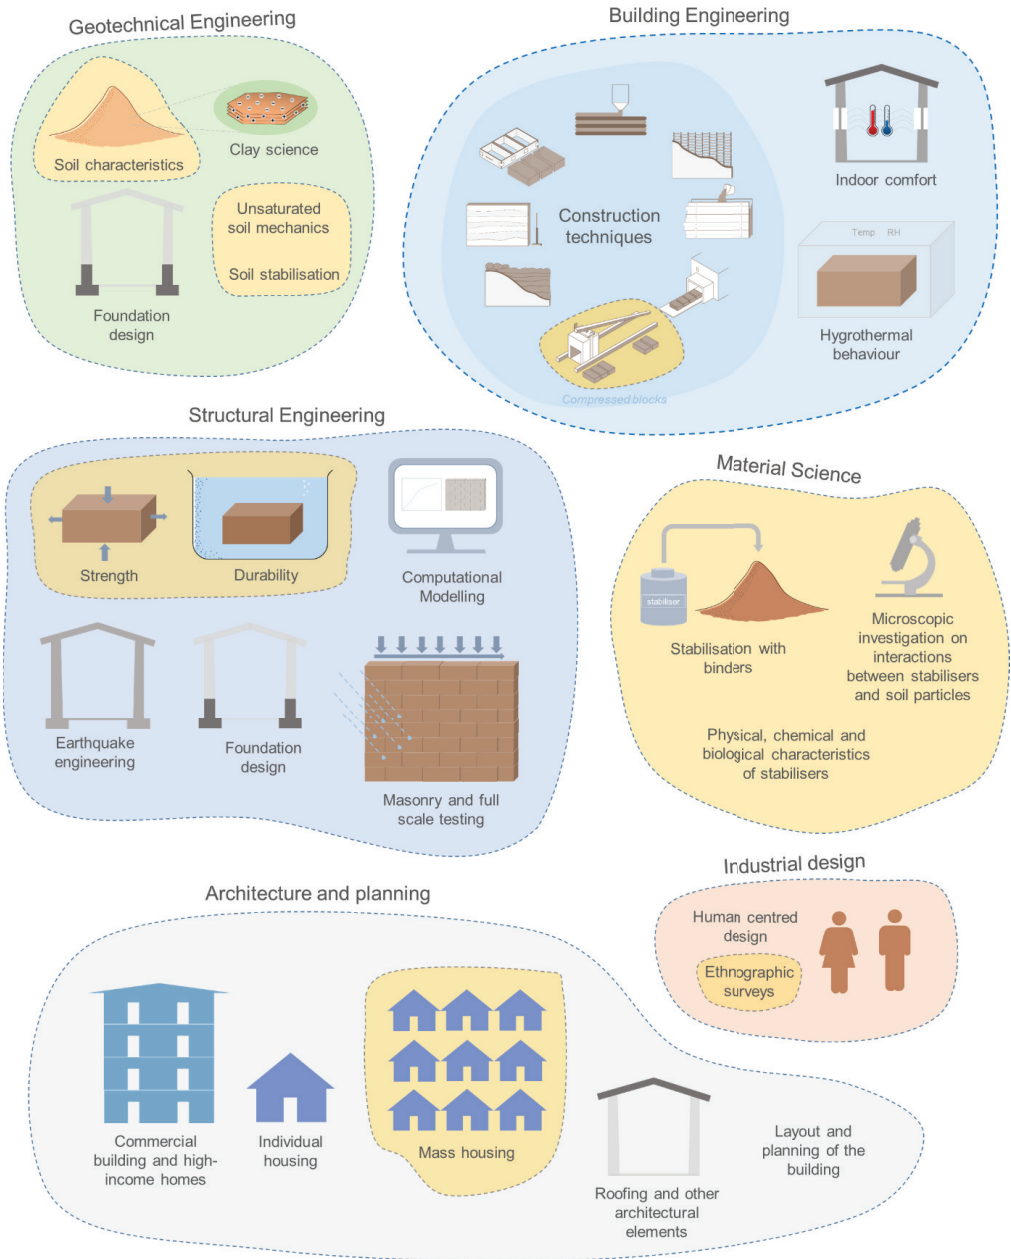 Geotechnical Engineering
Soil characteristics
Clay science
Unsaturated
soil mechanics
Soil stabilisation
Foundation
design
Building Engineering
Construction
techniques
Compressed blocks
Indoor comfort
Temp RH
Hygrothermal
behaviour
Structural Engineering
Strength
Durability
Computational
Modelling
Earthquake
engineering
Foundation
design
Masonry and full
scale testing
Material Science
stabiliser
Stabilisation with
binders
Microscopic
investigation on
interactions
between stabilisers
and soil particles
Physical, chemical and
biological characteristics
of stabilisers
Industrial design
Human centred
design
Ethnographic
surveys
Architecture and planning
Commercial
building and high-
income homes
Individual
housing
Mass housing
Roofing and other
architectural
elements
Layout and
planning of the
building